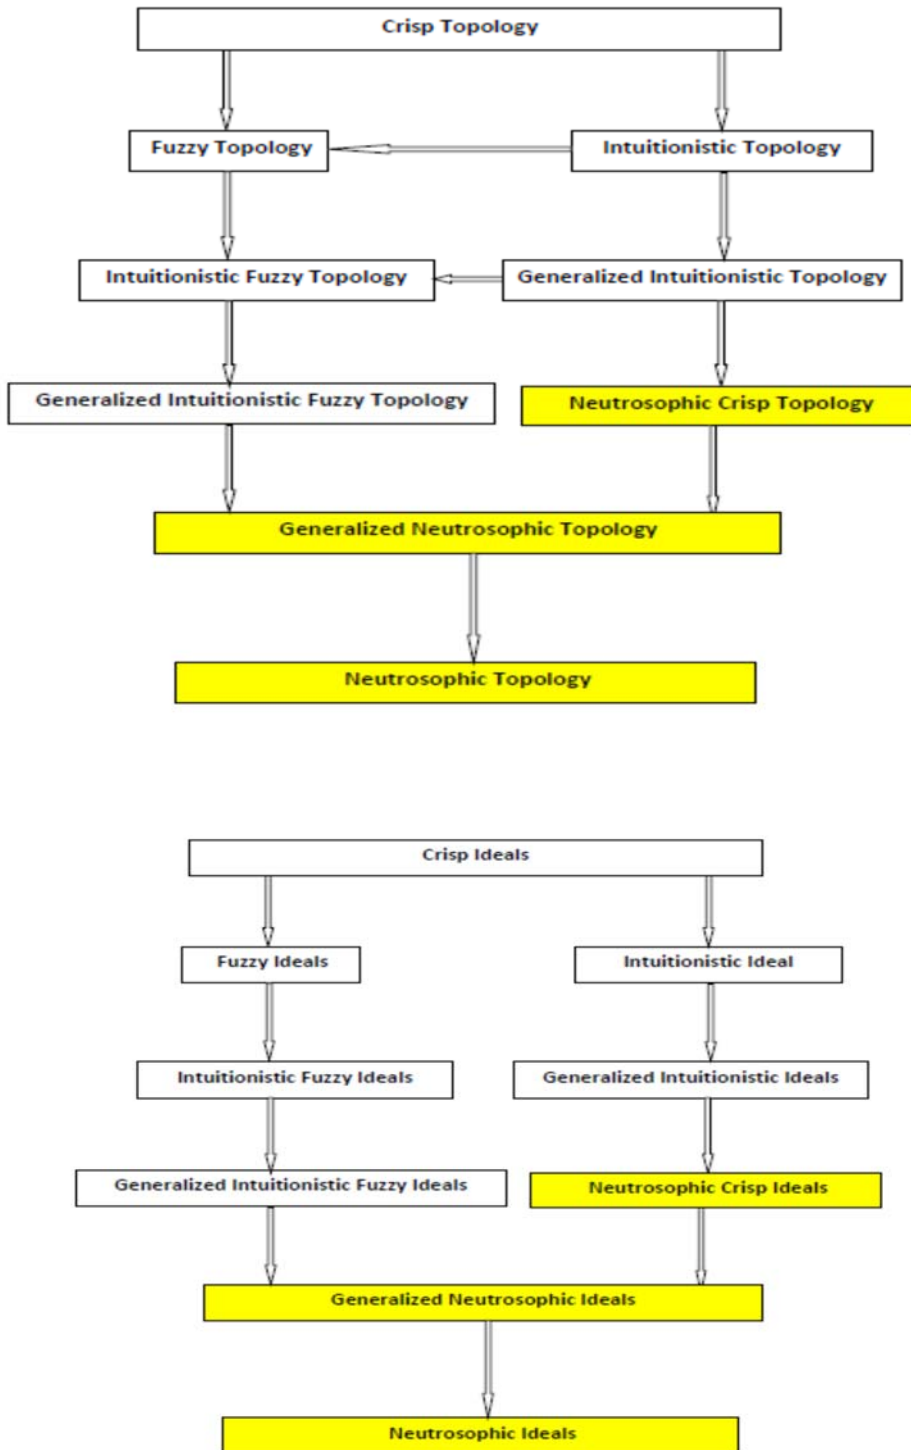 Crisp Topology
Fuzzy Topology
Intuitionistic Topology
Intuitionistic Fuzzy Topology
Generalized Intuitionistic Topology
Generalized Intuitionistic Fuzzy Topology
Neutrosophic Crisp Topology
Generalized Neutrosophic Topology
Neutrosophic Topology
Crisp Ideals
Fuzzy Ideals
Intuitionistic Ideal
Intuitionistic Fuzzy Ideals
Generalized Intuitionistic Ideals
Generalized Intuitionistic Fuzzy Ideals
Neutrosophic Crisp Ideals
Generalized Neutrosophic Ideals
Neutrosophic Ideals